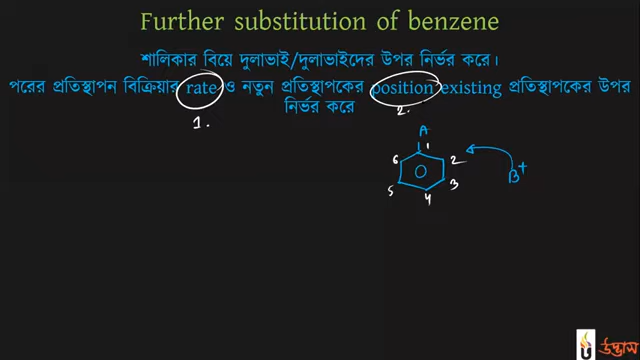 Further substitution of benzene
শালিকার বিয়ে দুলাভাই/দুলাভাইদের উপর নির্ভর করে।
পরের প্রতিস্থাপন বিক্রিয়ার rate ও নতুন প্রতিস্থাপকের position existing প্রতিস্থাপকের উপর
নির্ভর করে
1.
2.
A
1
6
2
B+
5
3
4
উদ্ভাস